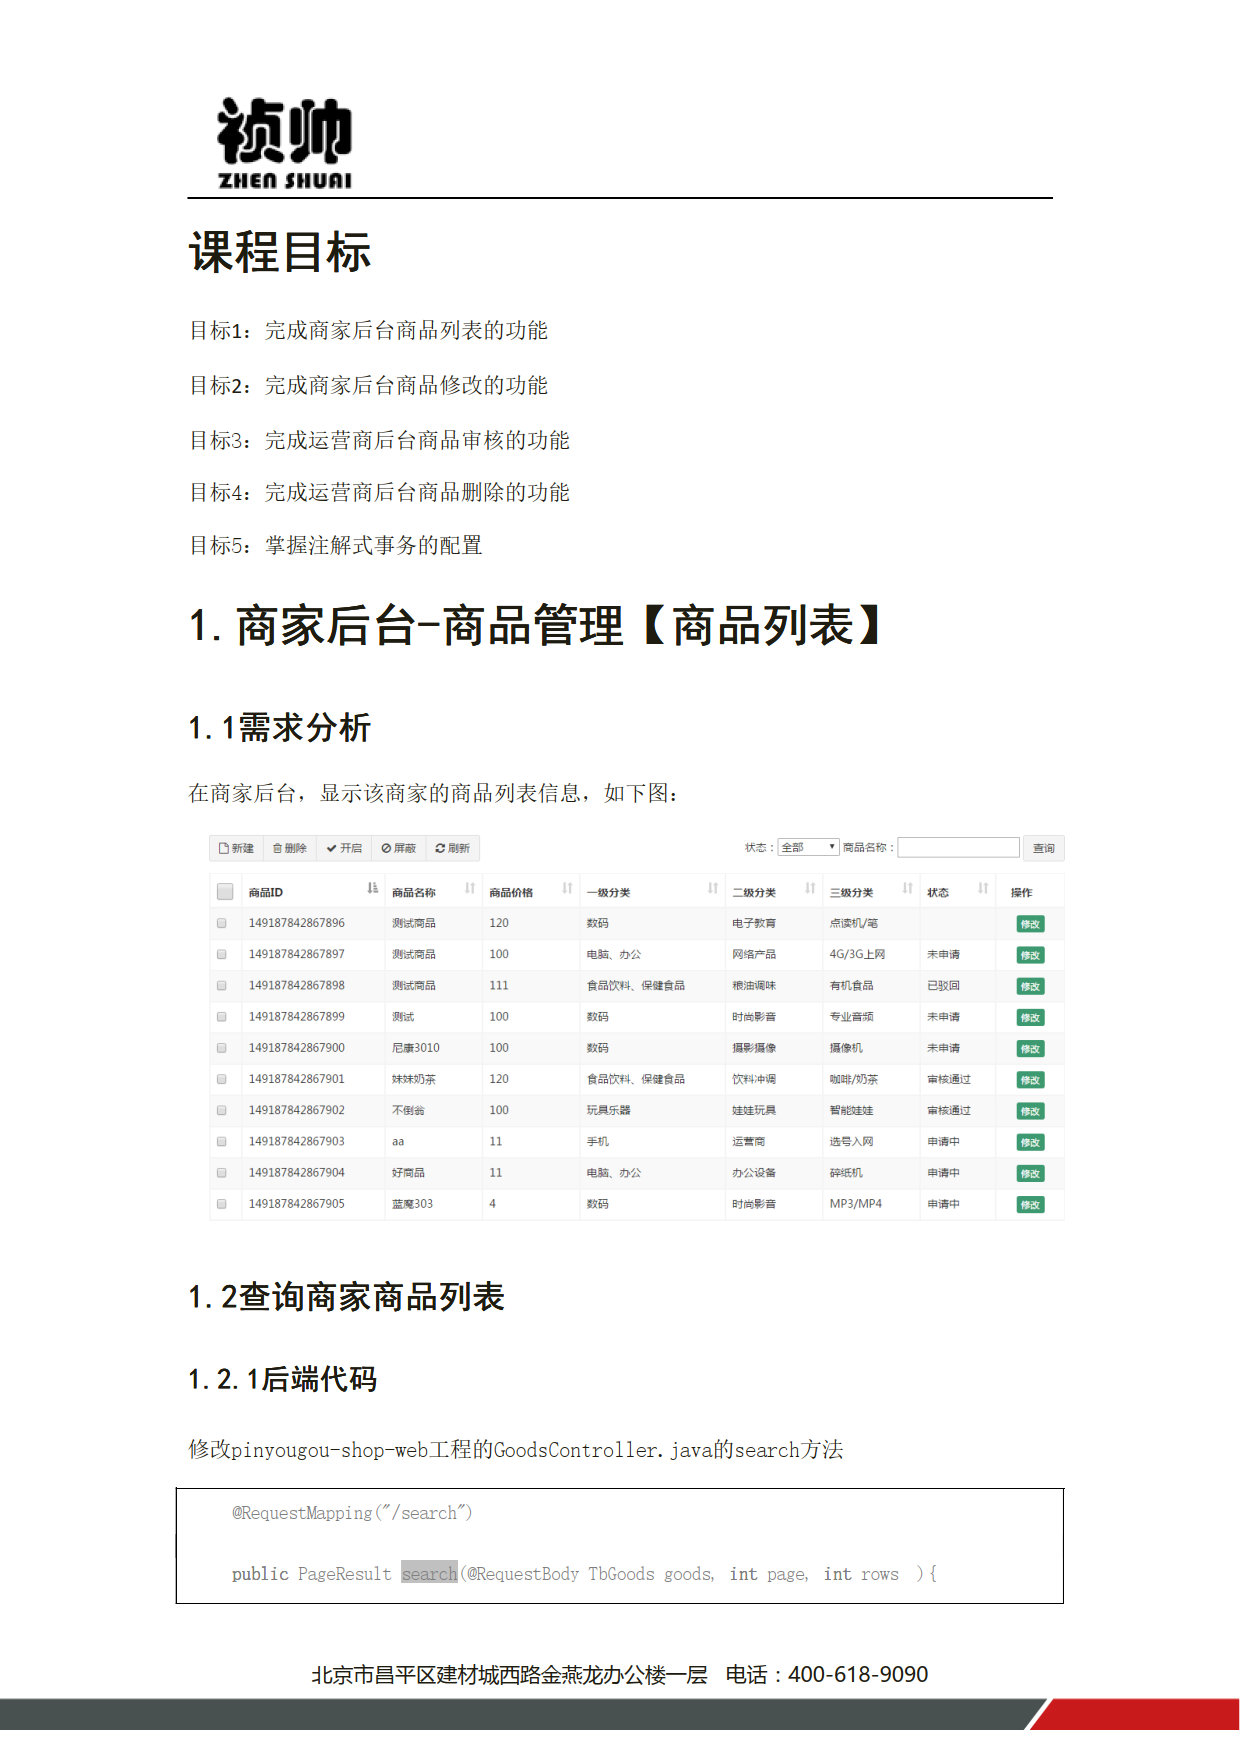 祯帅
ZHEN SHUAI
课程目标
目标1：完成商家后台商品列表的功能
目标2：完成商家后台商品修改的功能
目标3：完成运营商后台商品审核的功能
目标4：完成运营商后台商品删除的功能
目标5：掌握注解式事务的配置
1.商家后台-商品管理【商品列表】
1.1需求分析
在商家后台，显示该商家的商品列表信息，如下图：
新建 删除 开启 屏蔽 刷新 状态：全部 商品名称： 查询
商品ID 商品名称 商品价格 一级分类 二级分类 三级分类 状态 操作
149187842867896 测试商品 120 数码 电子教育 点读机/笔 修改
149187842867897 测试商品 100 电脑、办公 网络产品 4G/3G上网 未申请 修改
149187842867898 测试商品 111 食品饮料、保健食品 粮油调味 有机食品 已驳回 修改
149187842867899 测试 100 数码 时尚影音 专业音频 未申请 修改
149187842867900 尼康3010 100 数码 摄影摄像 摄像机 未申请 修改
149187842867901 妹妹奶茶 120 食品饮料、保健食品 饮料冲调 咖啡/奶茶 审核通过 修改
149187842867902 不倒翁 100 玩具乐器 娃娃玩具 智能娃娃 审核通过 修改
149187842867903 aa 11 手机 运营商 选号入网 申请中 修改
149187842867904 好商品 11 电脑、办公 办公设备 碎纸机 申请中 修改
149187842867905 蓝魔303 4 数码 时尚影音 MP3/MP4 申请中 修改
1.2查询商家商品列表
1.2.1后端代码
修改pinyougou-shop-web工程的GoodsController.java的search方法
@RequestMapping("/search")
public PageResult search(@RequestBody TbGoods goods, int page, int rows  ){
北京市昌平区建材城西路金燕龙办公楼一层 电话：400-618-9090